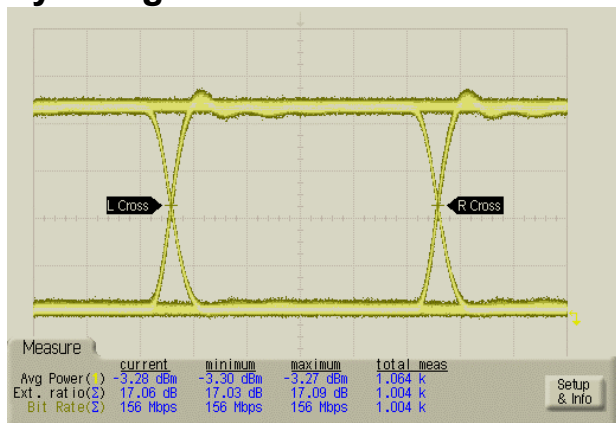 L Cross
R Cross
Measure
current minimum maximum total meas
Avg Power(1) -3.28 dBm -3.30 dBm -3.27 dBm 1.064 k
Ext. ratio(Σ) 17.06 dB 17.03 dB 17.09 dB 1.004 k
Bit Rate(Σ) 156 Mbps 156 Mbps 156 Mbps 1.004 k
Setup
& Info